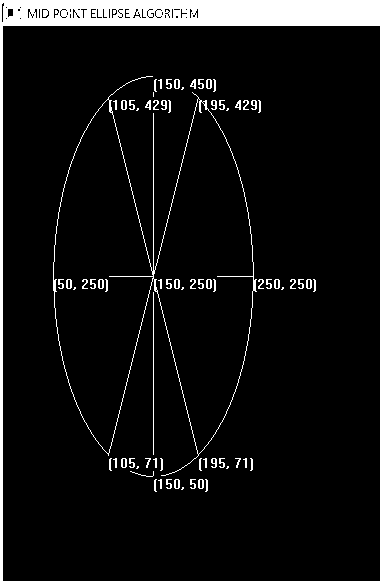 MID POINT ELLIPSE ALGORITHM
(150, 450)
(105, 429) (195, 429)
(50, 250) (150, 250) (250, 250)
(105, 71) (195, 71)
(150, 50)